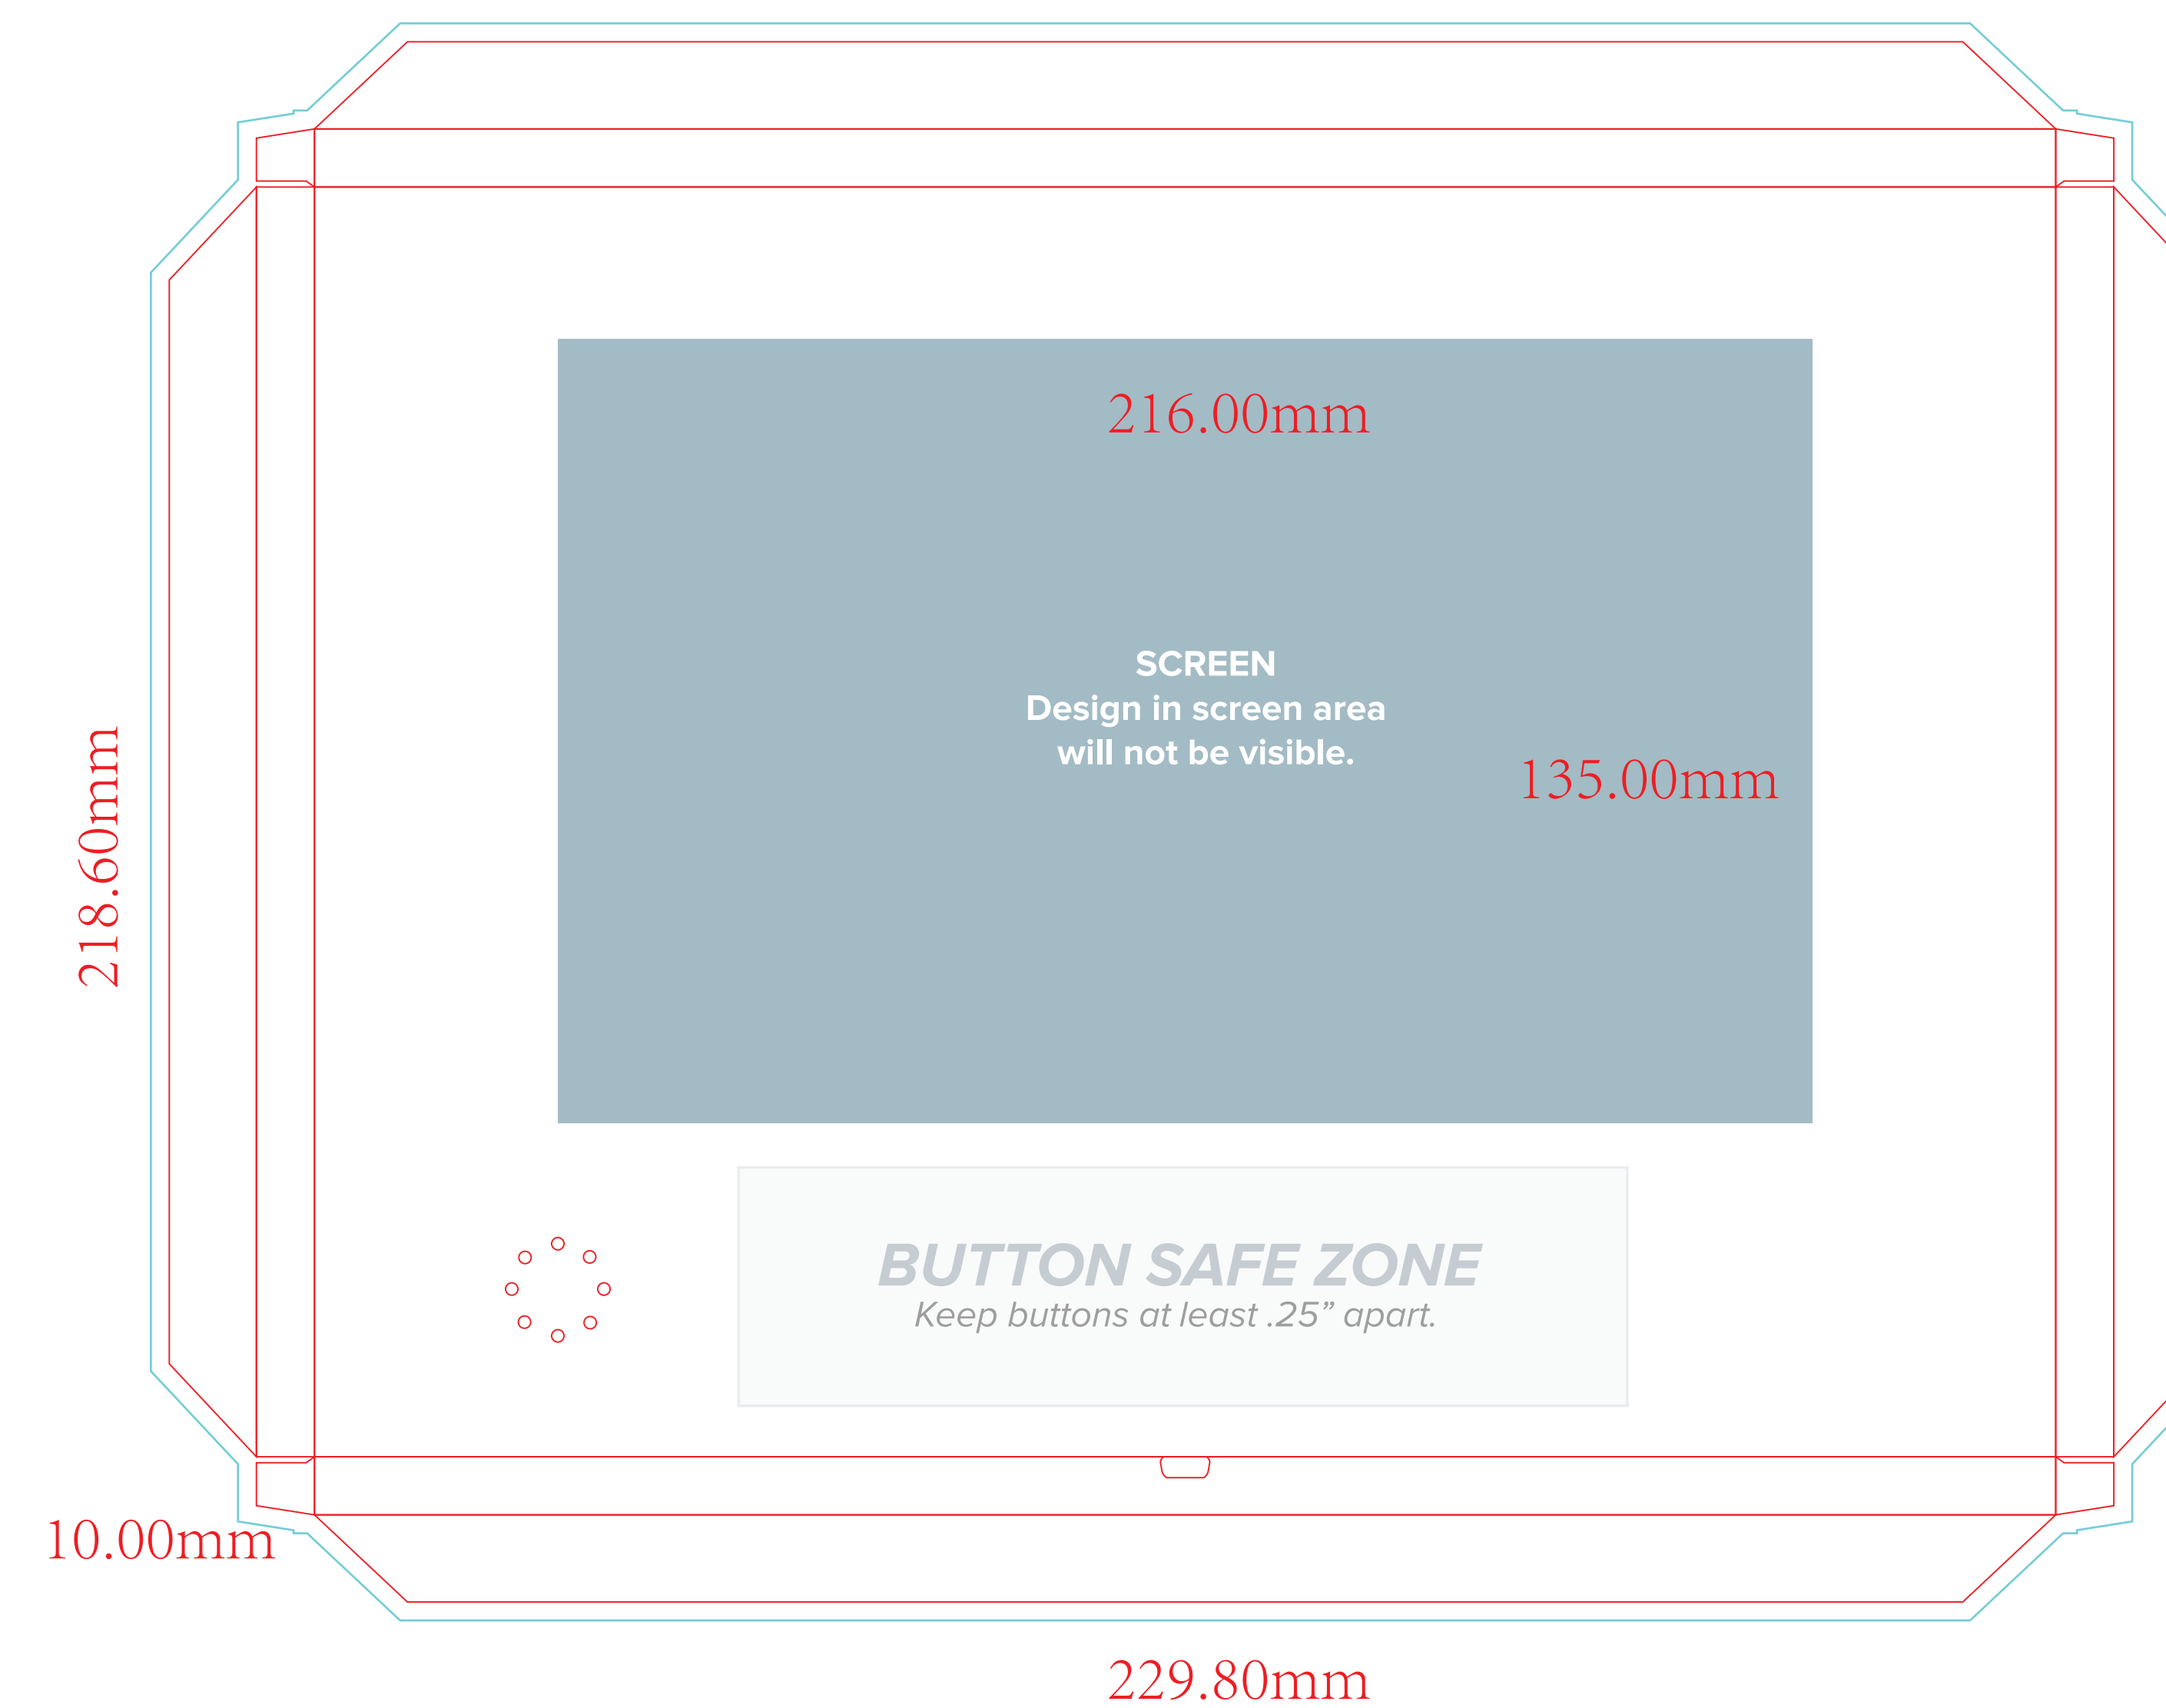 216.00mm
SCREEN
Design in screen area
will not be visible.
135.00mm
218.60mm
BUTTON SAFE ZONE
Keep buttons at least .25” apart.
10.00mm
229.80mm